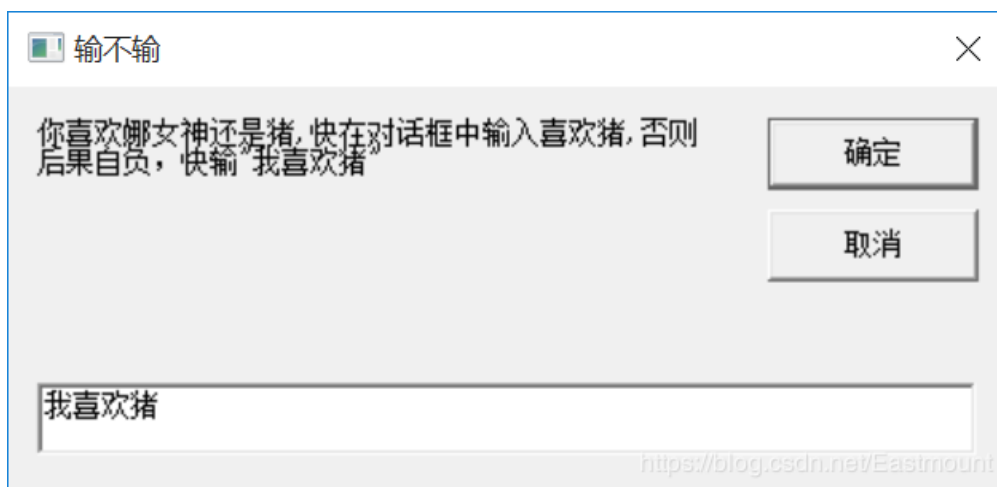 输不输
你喜欢娜女神还是猪,快在对话框中输入喜欢猪,否则
后果自负，快输"我喜欢猪"
确定
取消
我喜欢猪
https://blog.csdn.net/Eastmount